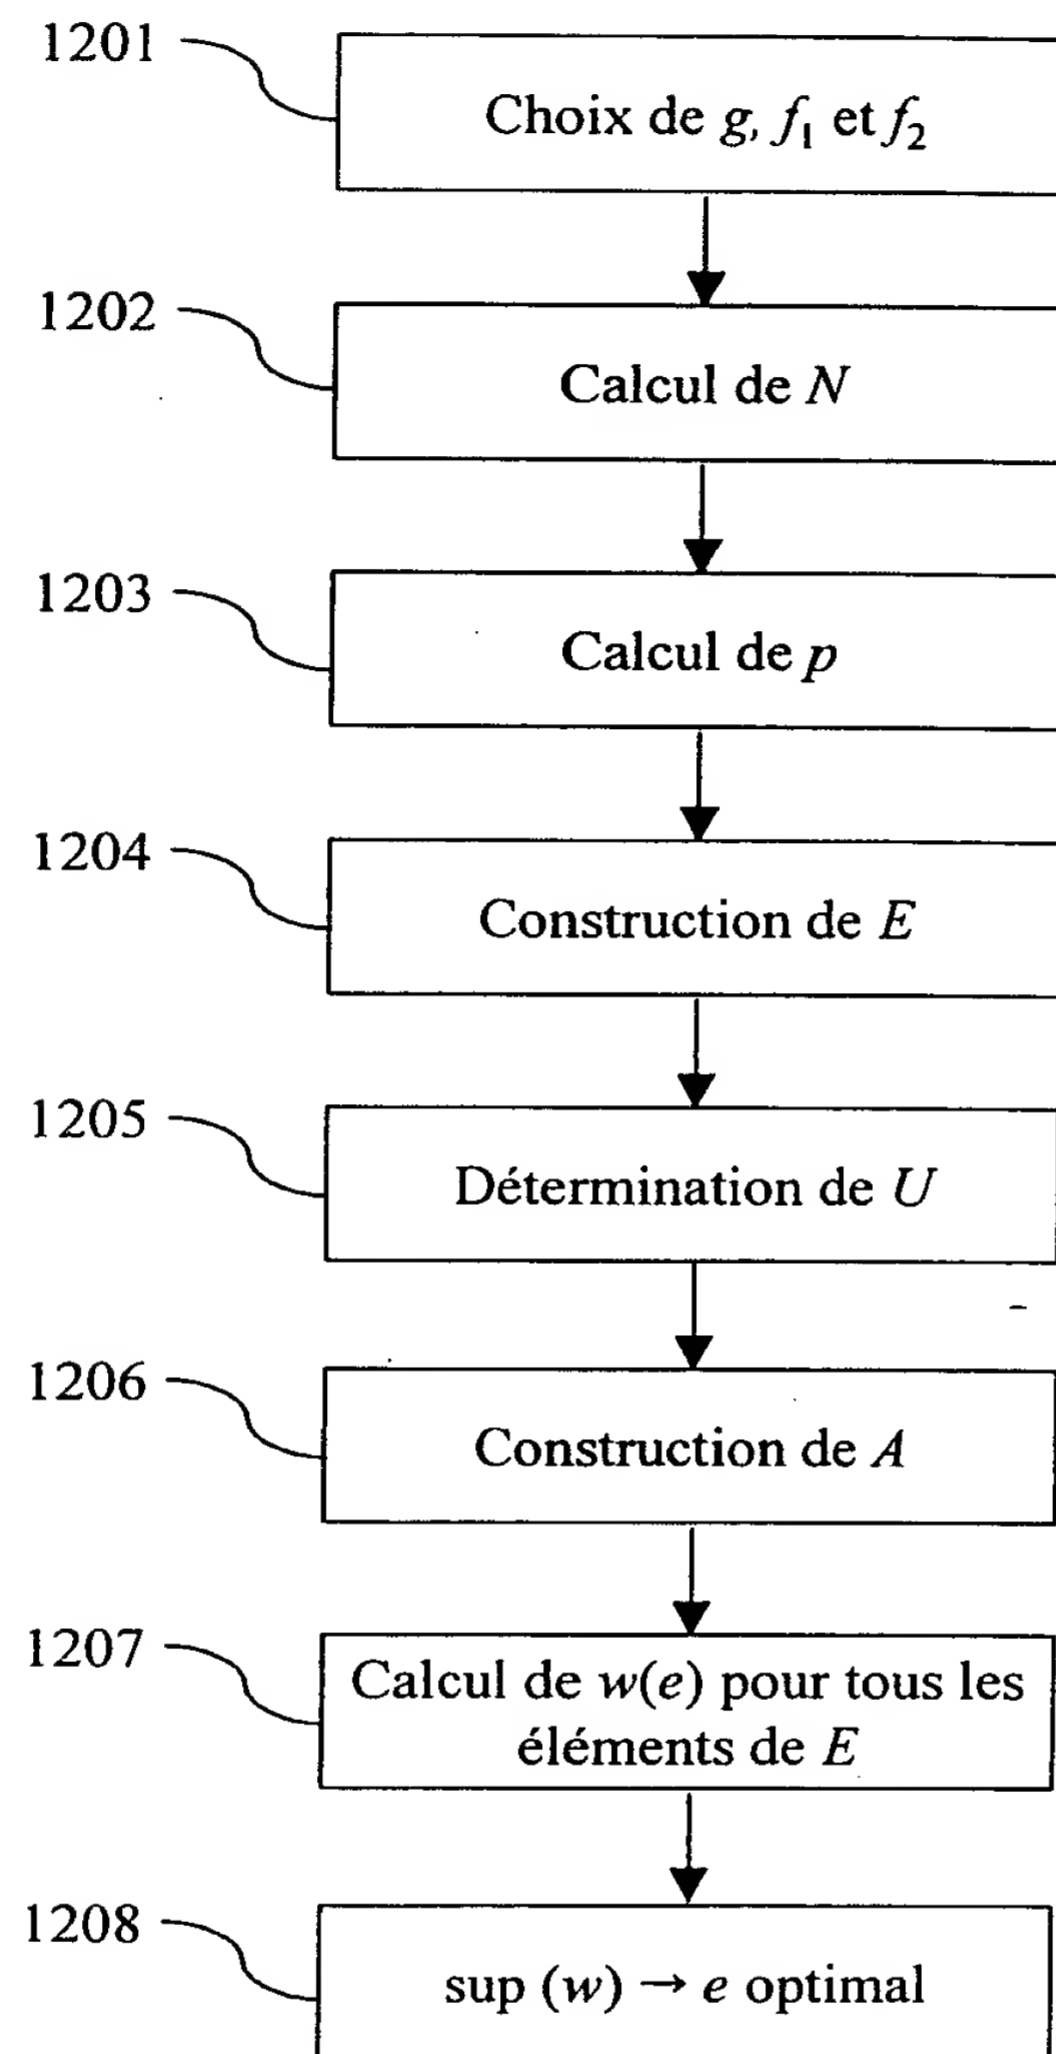 1201
Choix de g, f₁ et f₂
1202
Calcul de N
1203
Calcul de p
1204
Construction de E
1205
Détermination de U
1206
Construction de A
1207
Calcul de w(e) pour tous les
éléments de E
1208
sup (w) → e optimal